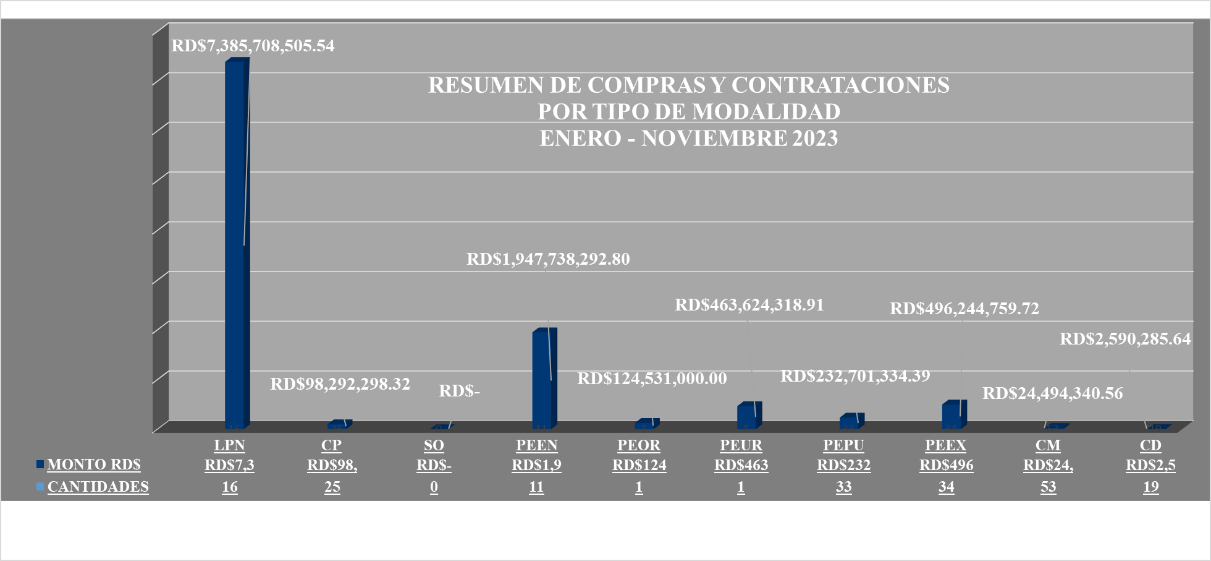 RD$7,385,708,505.54
RESUMEN DE COMPRAS Y CONTRATACIONES
POR TIPO DE MODALIDAD
ENERO - NOVIEMBRE 2023
RD$1,947,738,292.80
RD$463,624,318.91
RD$496,244,759.72
RD$2,590,285.64
RD$98,292,298.32
RD$-
RD$124,531,000.00
RD$232,701,334.39
RD$24,494,340.56
LPN CP SO PEEN PEOR PEUR PEPU PEEX CM CD
MONTO RD$ RD$7,3 RD$98, RD$- RD$1,9 RD$124 RD$463 RD$232 RD$496 RD$24, RD$2,5
CANTIDADES 16 25 0 11 1 1 33 34 53 19